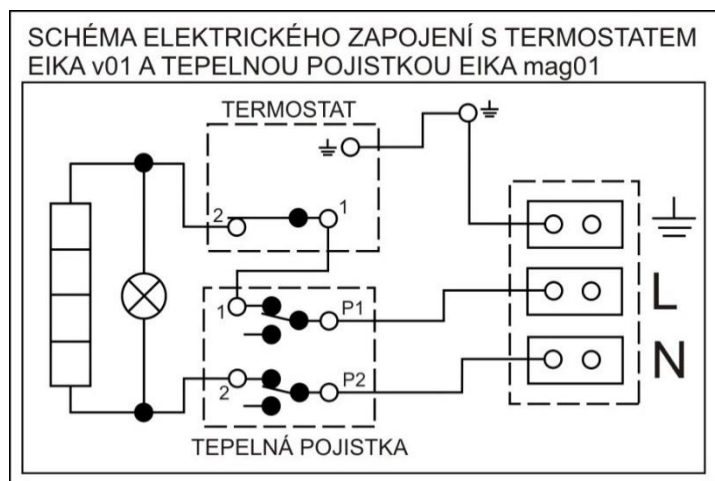 SCHÉMA ELEKTRICKÉHO ZAPOJENÍ S TERMOSTATEM
EIKA v01 A TEPELNOU POJISTKOU EIKA mag01
TERMOSTAT
2
1
1
P1
L
2
P2
N
TEPELNÁ POJISTKA